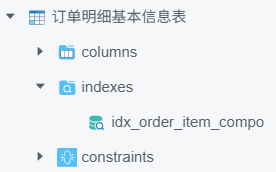 订单明细基本信息表
columns
indexes
idx_order_item_compo
constraints